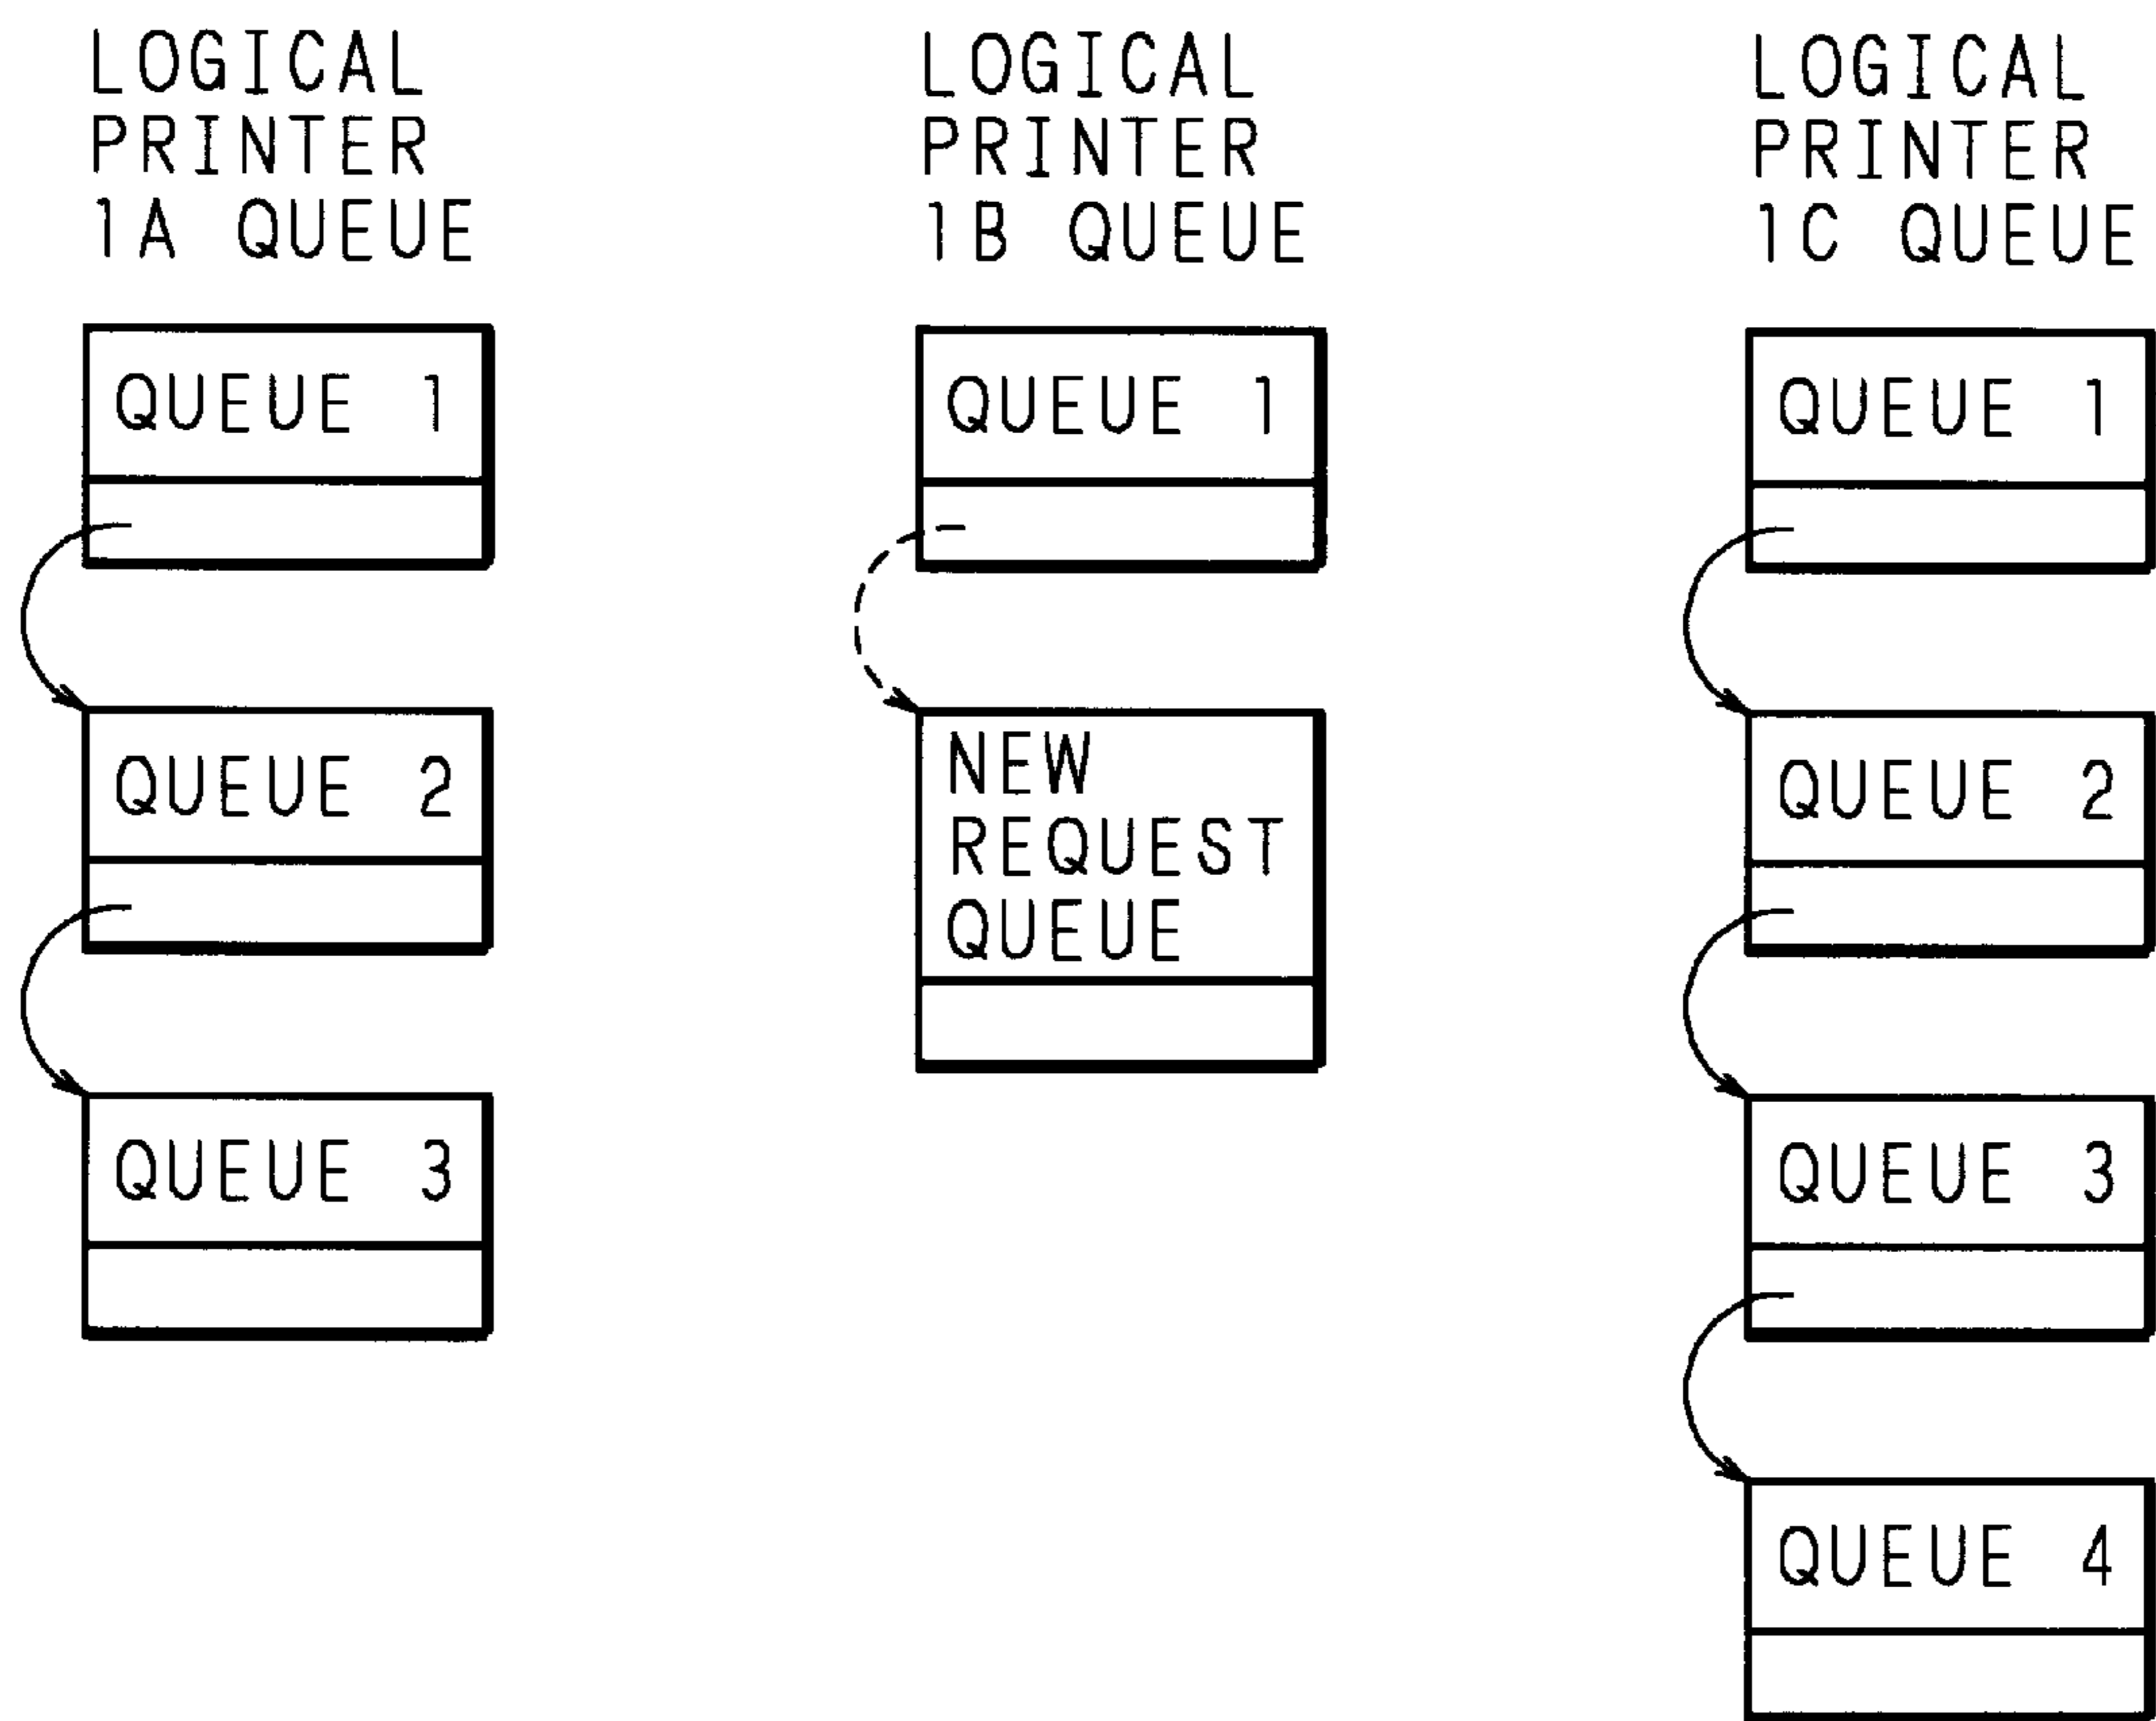 LOGICAL
PRINTER
1A QUEUE
QUEUE 1
QUEUE 2
QUEUE 3
LOGICAL
PRINTER
1B QUEUE
QUEUE 1
NEW
REQUEST
QUEUE
LOGICAL
PRINTER
1C QUEUE
QUEUE 1
QUEUE 2
QUEUE 3
QUEUE 4